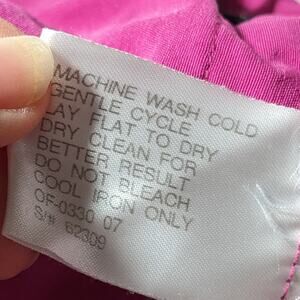 MACHINE WASH COLD
GENTLE CYCLE
LAY FLAT TO DRY
DRY CLEAN FOR
BETTER RESULT
DO NOT BLEACH
COOL IRON ONLY
OF-0330 07
S/# 62309